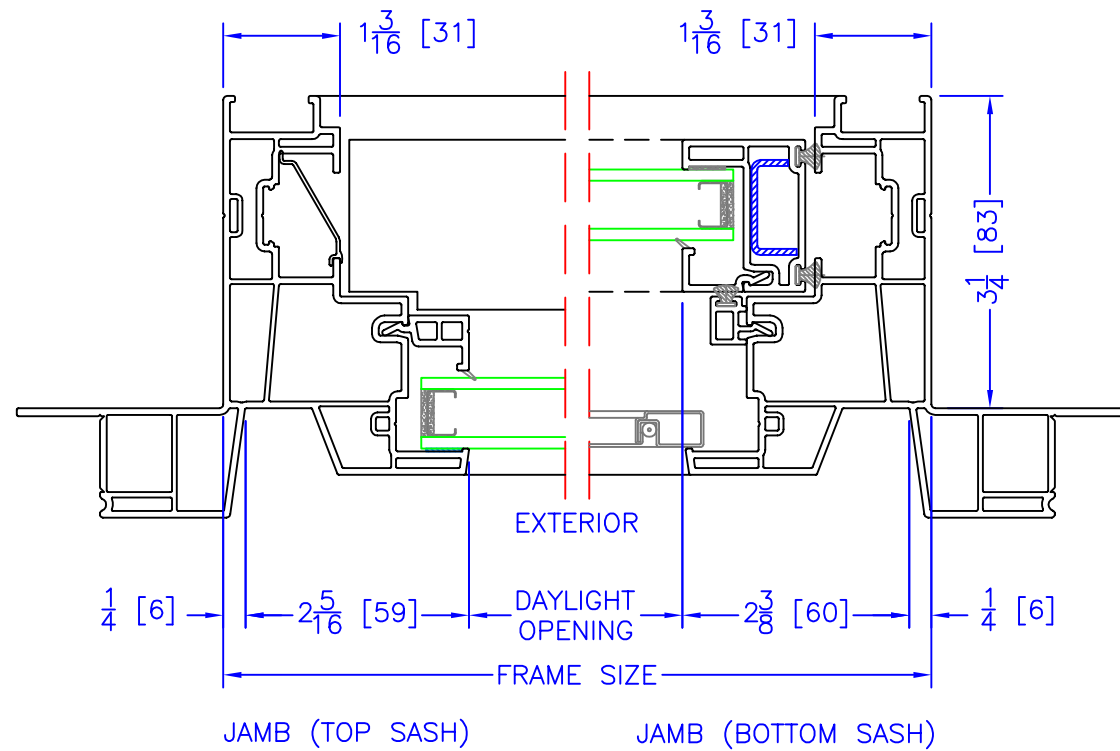 1 3/16 [31]
1 3/16 [31]
3 1/4 [83]
EXTERIOR
1/4 [6]
2 5/16 [59]
DAYLIGHT
OPENING
2 3/8 [60]
1/4 [6]
FRAME SIZE
JAMB (TOP SASH)
JAMB (BOTTOM SASH)